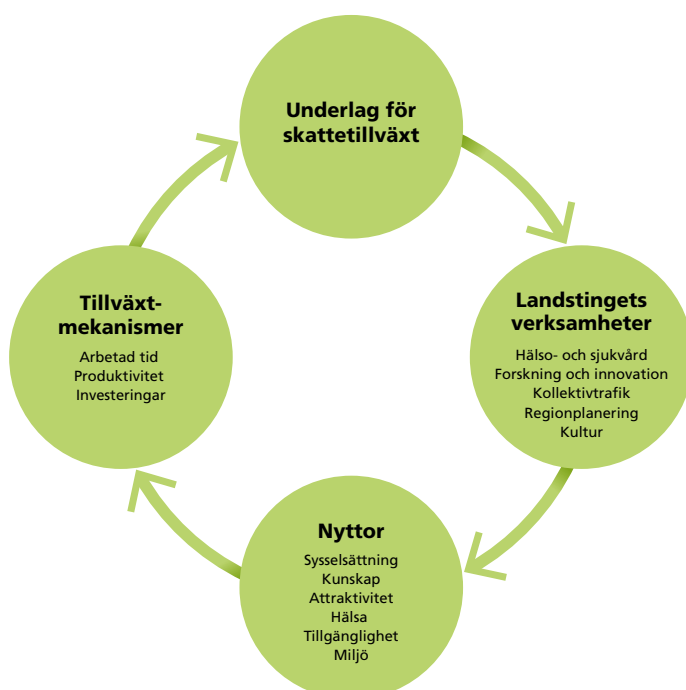 Underlag för
skattetillväxt
Landstingets
verksamheter
Hälso- och sjukvård
Forskning och innovation
Kollektivtrafik
Regionplanering
Kultur
Nyttor
Sysselsättning
Kunskap
Attraktivitet
Hälsa
Tillgänglighet
Miljö
Tillväxt-
mekanismer
Arbetad tid
Produktivitet
Investeringar